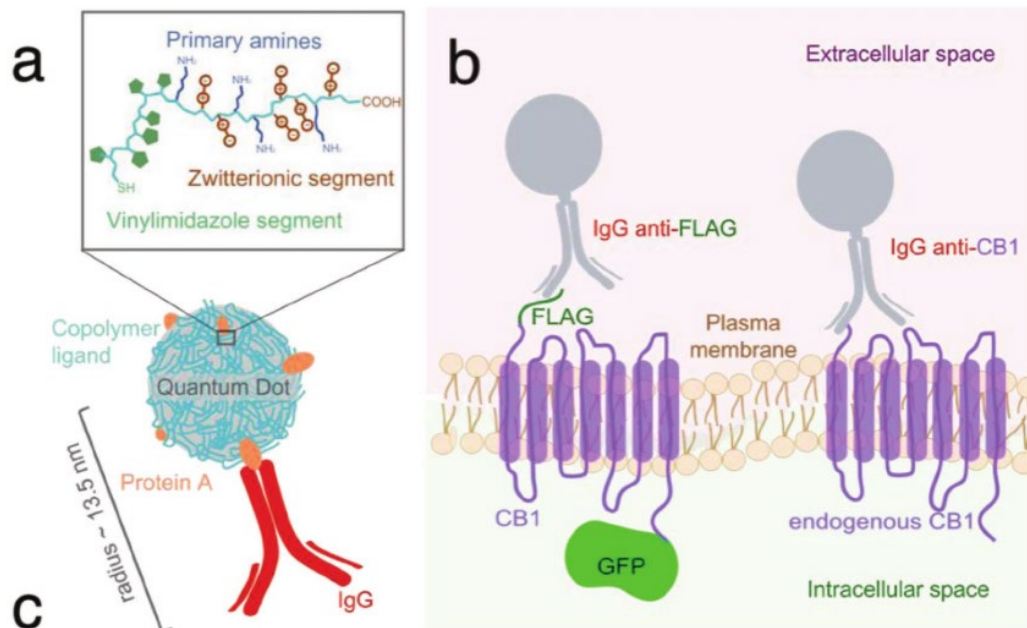 a
Primary amines
NH₂
NH₂
COOH
NH₂
NH₂
Zwitterionic segment
SH
Vinylimidazole segment
Copolymer
ligand
Quantum Dot
Protein A
radius ~ 13.5 nm
IgG
c
b
Extracellular space
IgG anti-FLAG
IgG anti-CB1
FLAG
Plasma
membrane
CB1
endogenous CB1
GFP
Intracellular space